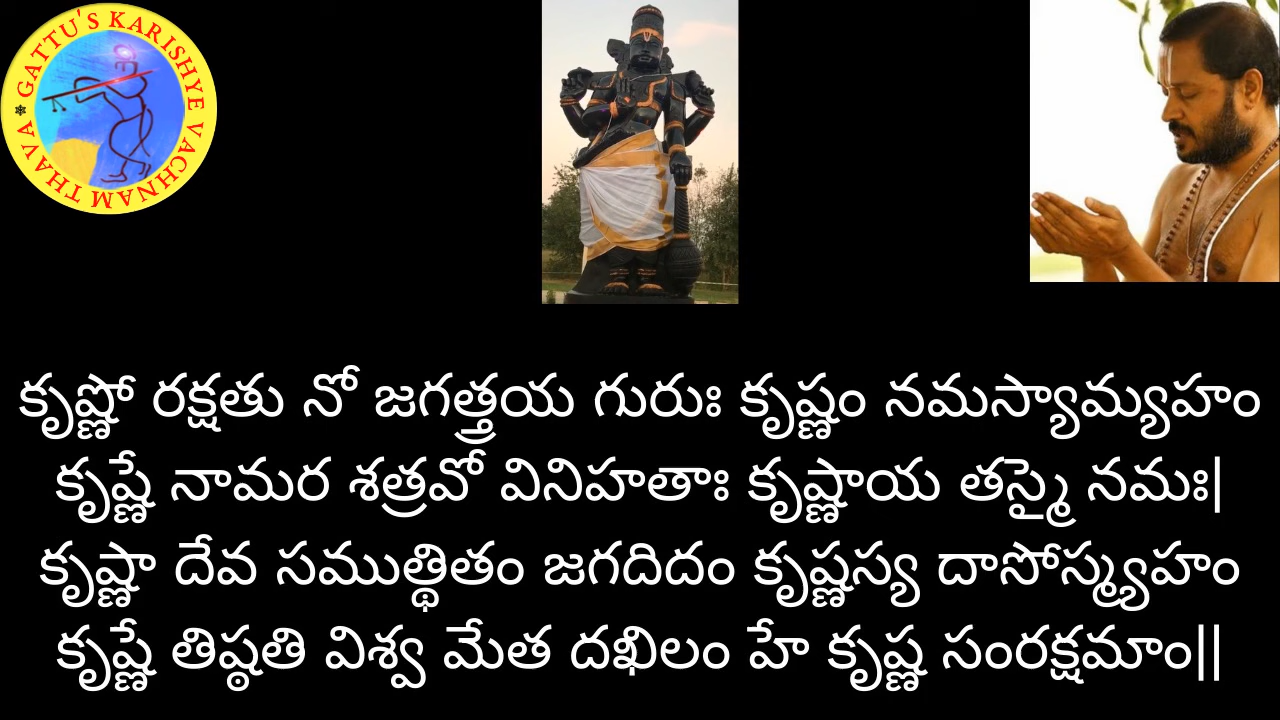 GATTU'S KARISHYE VACHNAM THAVA
కృష్ణో రక్షతు నో జగత్త్రయ గురుః కృష్ణం నమస్యామ్యహం
కృష్ణే నామర శత్రవో వినిహతాః కృష్ణాయ తస్మై నమః|
కృష్ణా దేవ సముత్థితం జగదిదం కృష్ణస్య దాసోస్మ్యహం
కృష్ణే తిష్ఠతి విశ్వ మేత దఖిలం హే కృష్ణ సంరక్షమాం||